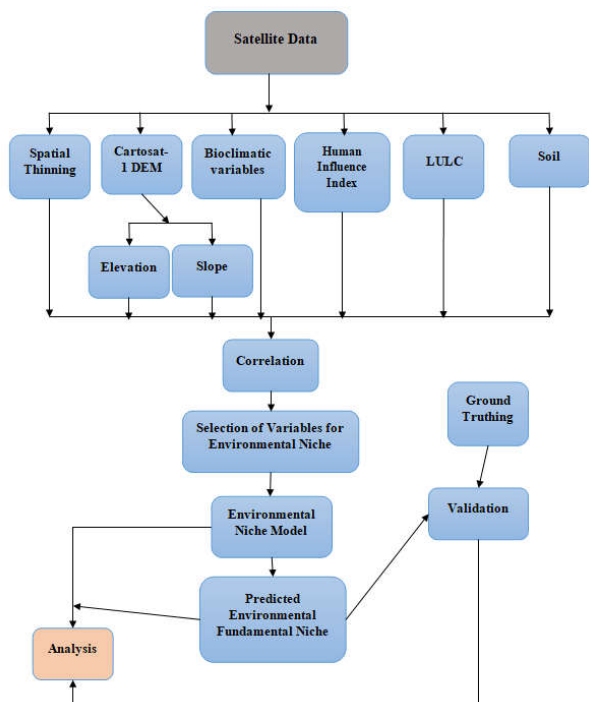 Satellite Data
Spatial
Thinning
Cartosat-
1 DEM
Bioclimatic
variables
Human
Influence
Index
LULC
Soil
Elevation
Slope
Correlation
Selection of Variables for
Environmental Niche
Ground
Truthing
Environmental
Niche Model
Validation
Predicted
Environmental
Fundamental Niche
Analysis